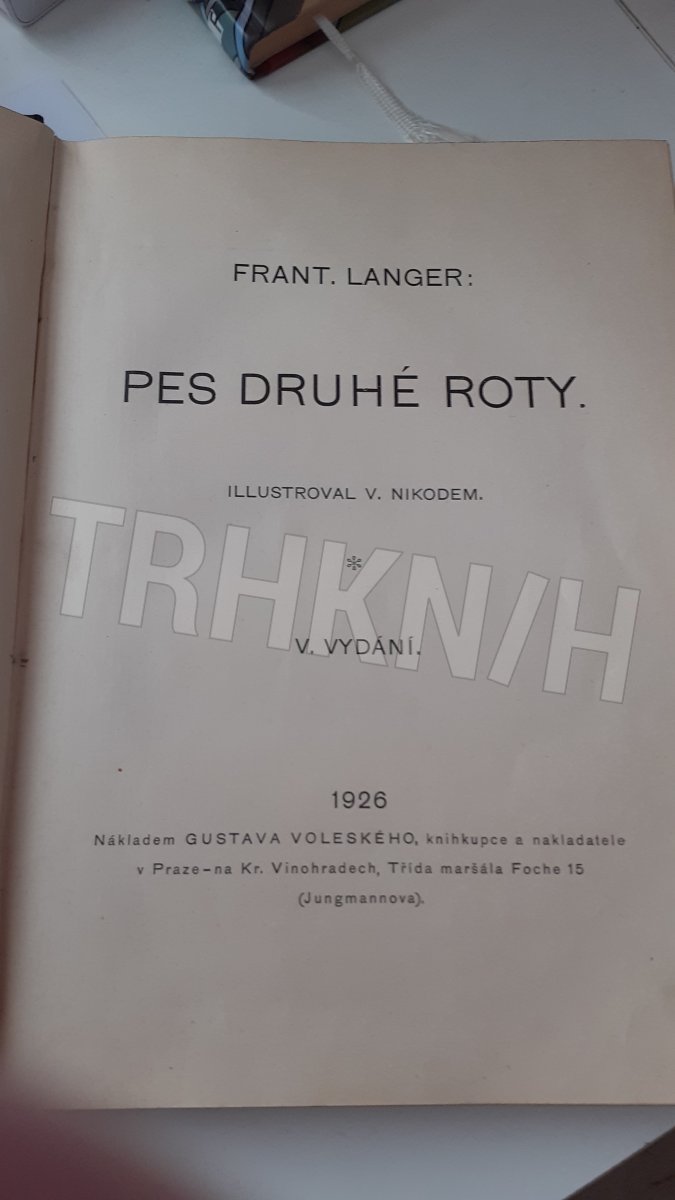 FRANT. LANGER:
PES DRUHÉ ROTY.
ILLUSTROVAL V. NIKODEM.
TRHKNIH
V. VYDÁNÍ.
1926
Nákladem GUSTAVA VOLESKÉHO, knihkupce a nakladatele
v Praze-na Kr. Vinohradech, Třída maršála Foche 15
(Jungmannova).